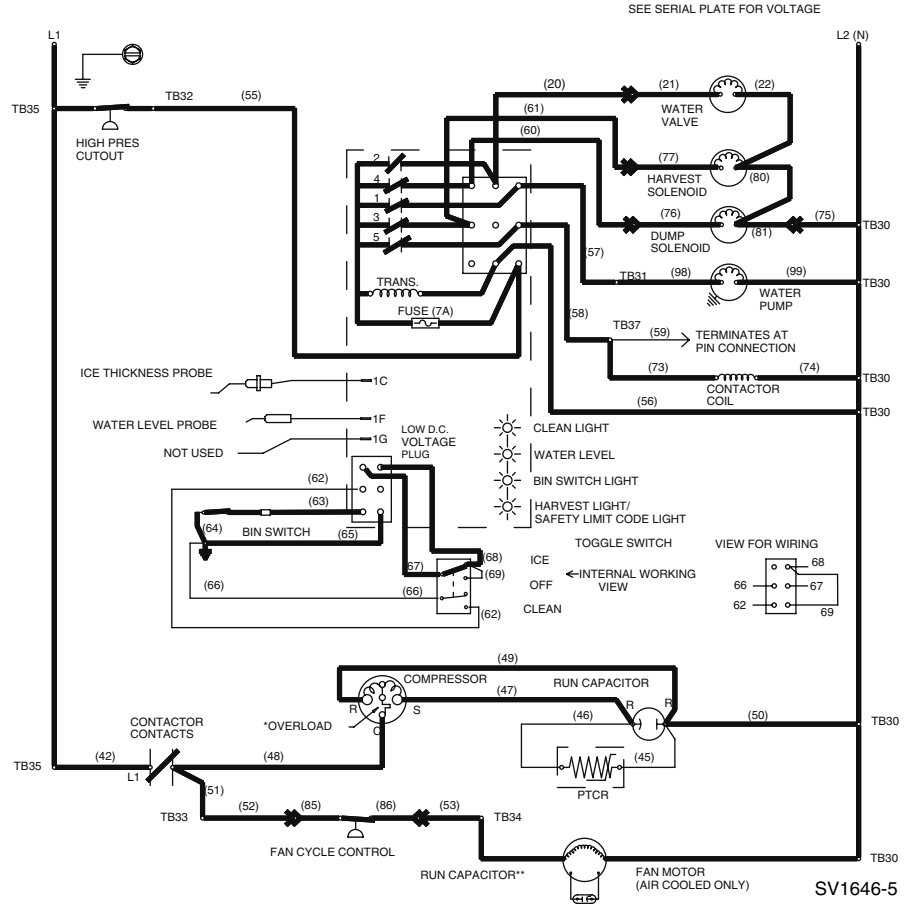 SEE SERIAL PLATE FOR VOLTAGE
L1
L2 (N)
TB35
TB32
(55)
HIGH PRES
CUTOUT
(20)
(21)
(22)
(61)
WATER
VALVE
(60)
(77)
HARVEST
SOLENOID
(80)
(76)
DUMP
SOLENOID
(81)
(75)
TB30
2
4
1
3
5
(57)
TB31
(98)
(99)
TB30
WATER
PUMP
TRANS.
FUSE (7A)
(58)
TB37
(59)
TERMINATES AT
PIN CONNECTION
(73)
(74)
TB30
CONTACTOR
COIL
(56)
TB30
ICE THICKNESS PROBE
1C
WATER LEVEL PROBE
1F
NOT USED
1G
LOW D.C.
VOLTAGE
PLUG
CLEAN LIGHT
WATER LEVEL
BIN SWITCH LIGHT
HARVEST LIGHT/
SAFETY LIMIT CODE LIGHT
(62)
(63)
(64)
BIN SWITCH
(65)
(66)
(67)
(68)
(69)
(66)
(62)
TOGGLE SWITCH
ICE
OFF
CLEAN
INTERNAL WORKING
VIEW
VIEW FOR WIRING
68
66
67
62
69
(49)
COMPRESSOR
RUN CAPACITOR
(47)
R
S
C
*OVERLOAD
R
R
(46)
(45)
PTCR
(50)
TB30
CONTACTOR
CONTACTS
TB35
(42)
L1
(48)
(51)
TB33
(52)
(85)
(86)
(53)
TB34
FAN CYCLE CONTROL
RUN CAPACITOR**
FAN MOTOR
(AIR COOLED ONLY)
TB30
SV1646-5